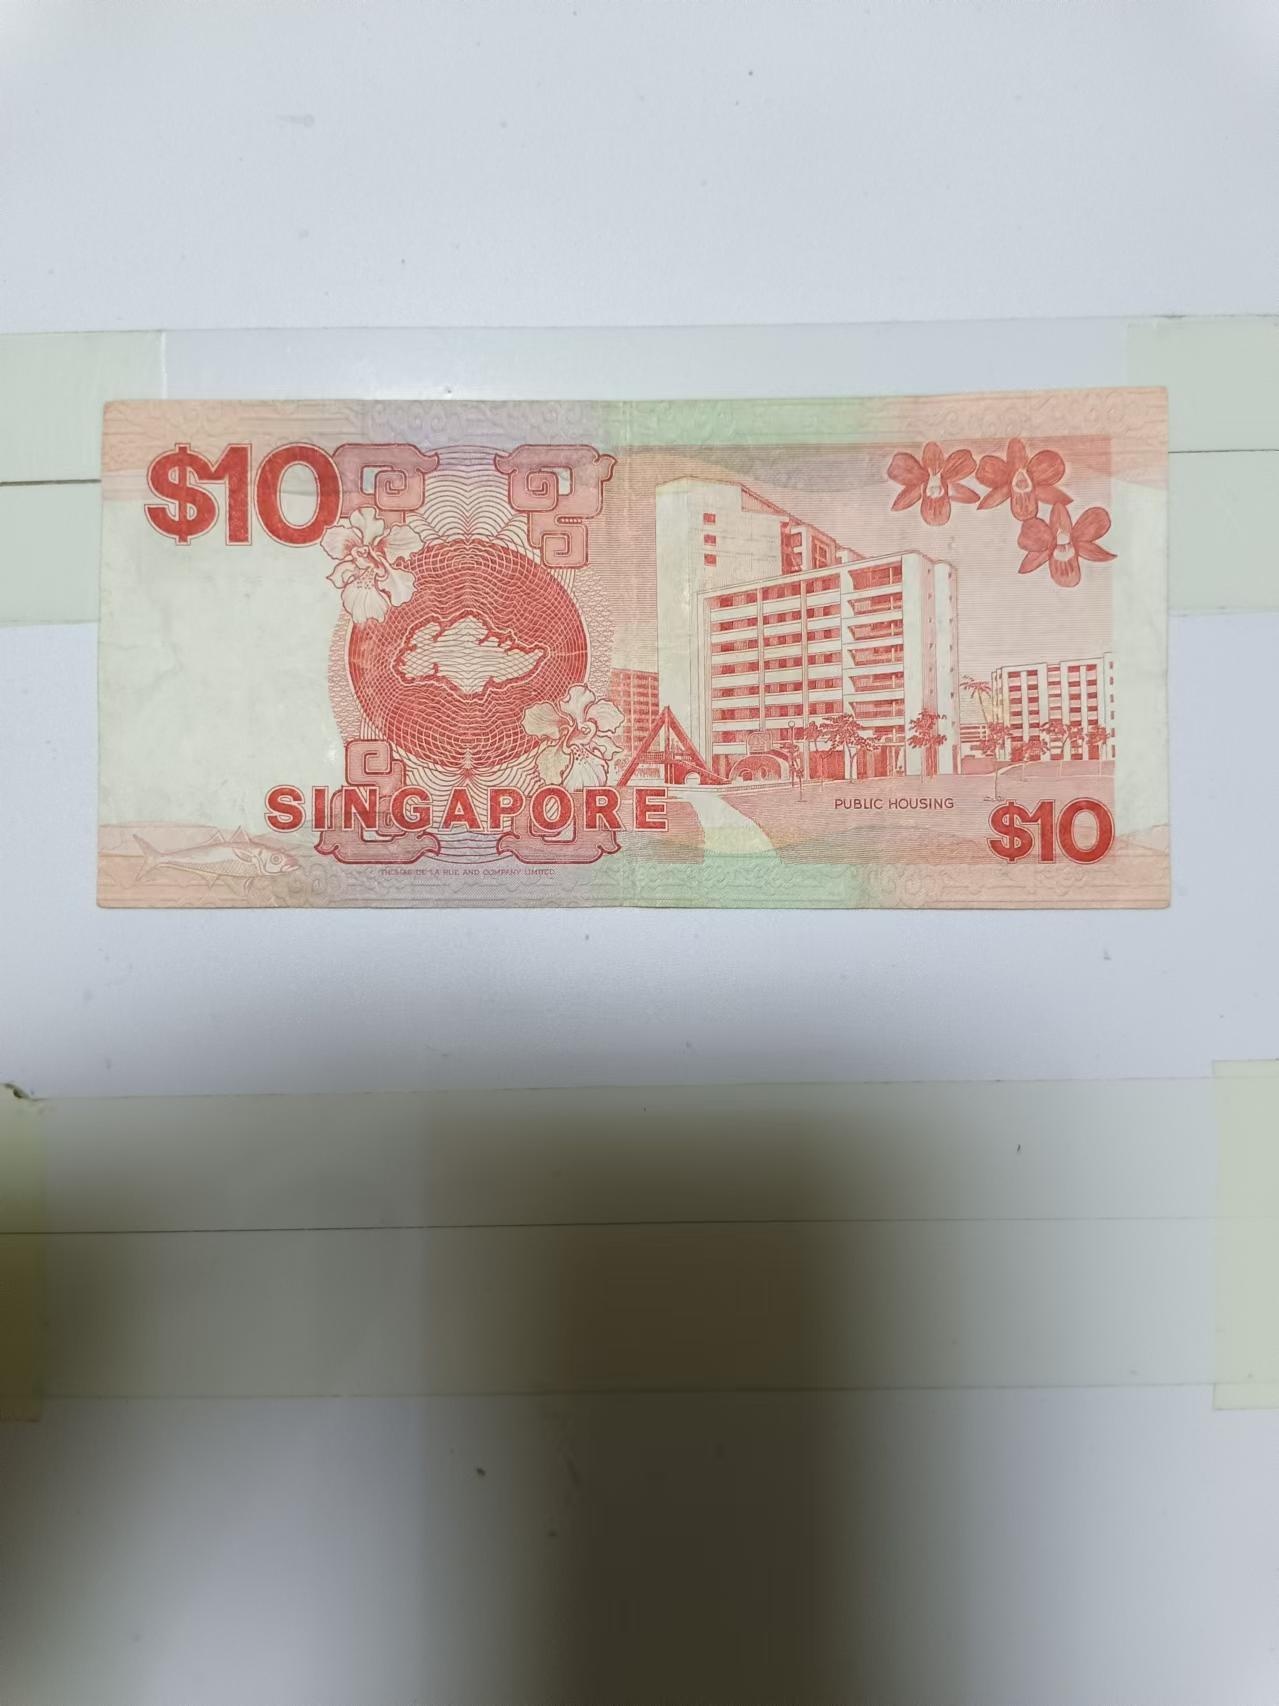 $10
SINGAPORE
THOMAS DE LA RUE AND COMPANY LIMITED
PUBLIC HOUSING
$10